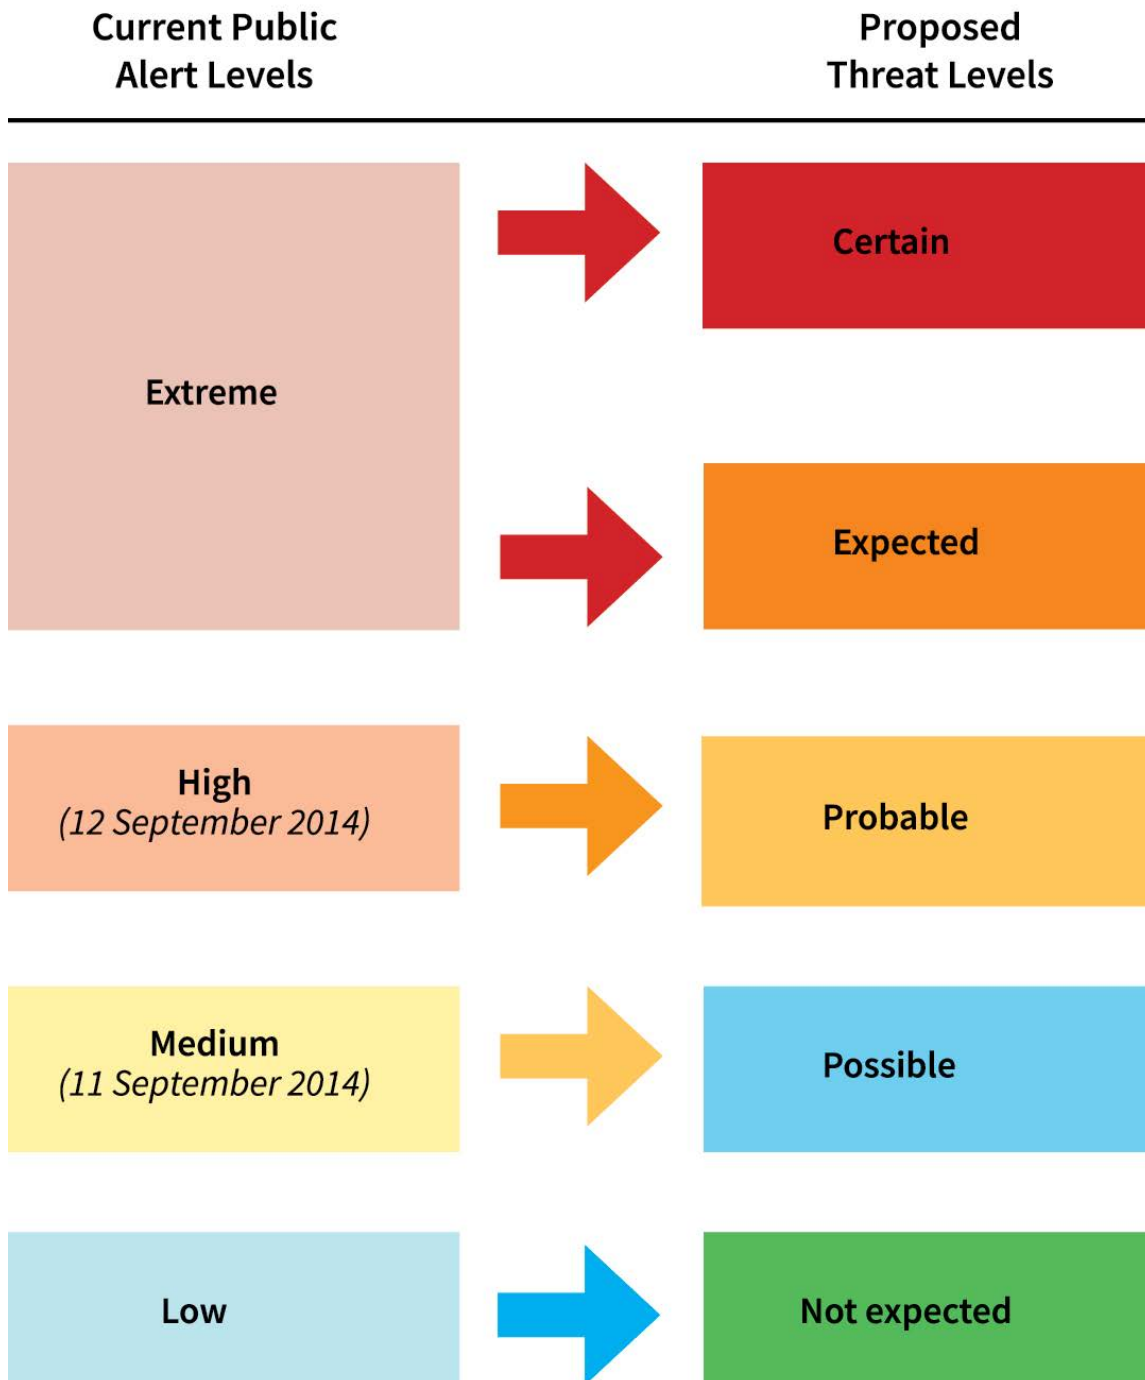 Current Public
Alert Levels
Proposed
Threat Levels
Extreme
Certain
Expected
High
(12 September 2014)
Probable
Medium
(11 September 2014)
Possible
Low
Not expected